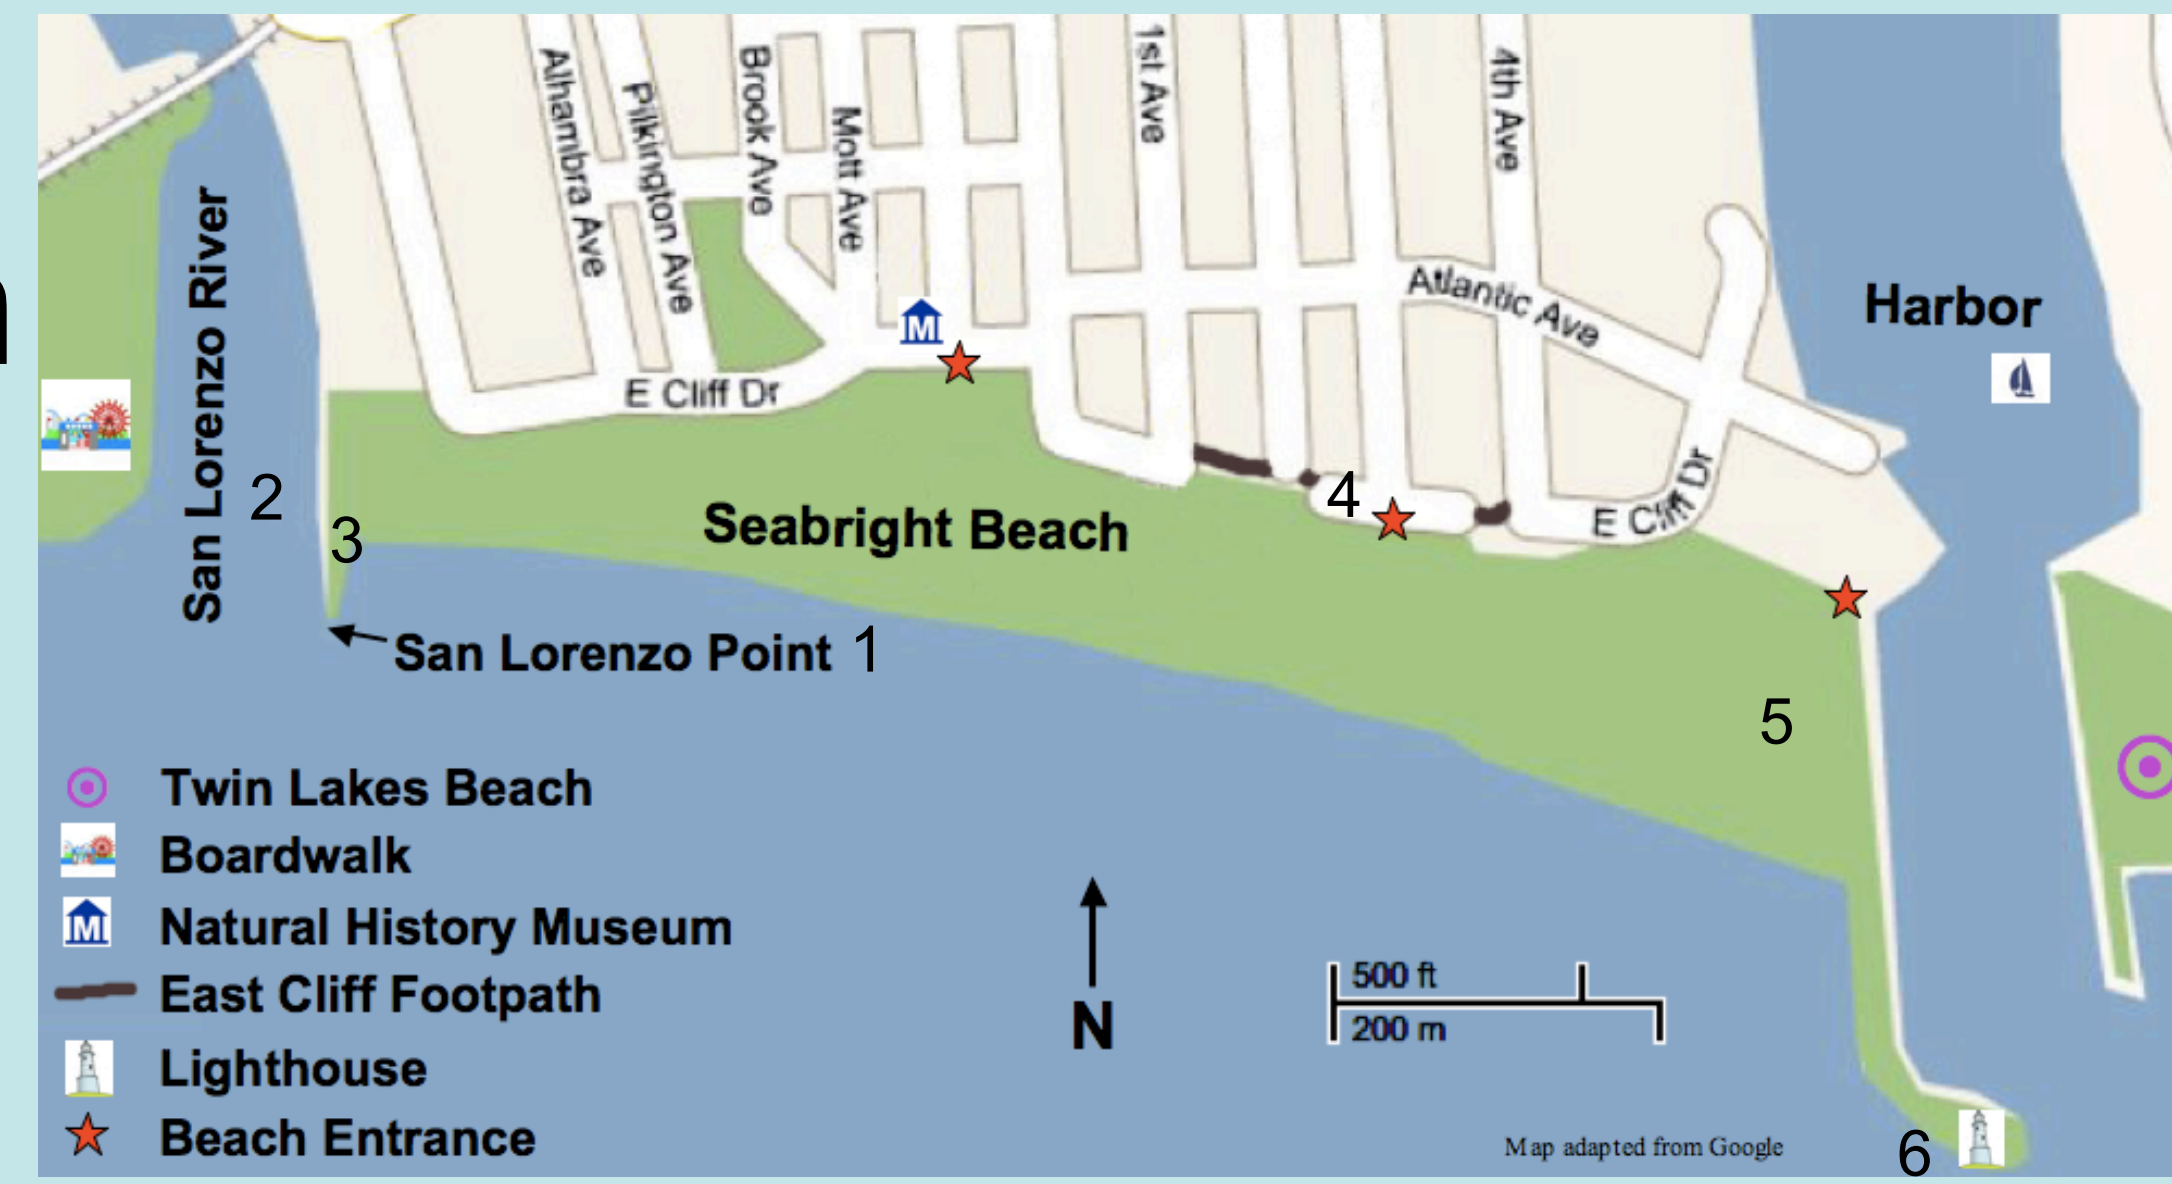 n
Alhambra Ave
Pilkington Ave
Brook Ave
Mott Ave
1st Ave
4th Ave
San Lorenzo River
M
Atlantic Ave
Harbor
E Cliff Dr
E Cliff Dr
2
3
4
Seabright Beach
San Lorenzo Point 1
5
Twin Lakes Beach
Boardwalk
M Natural History Museum
East Cliff Footpath
Lighthouse
Beach Entrance
N
500 ft
200 m
Map adapted from Google
6